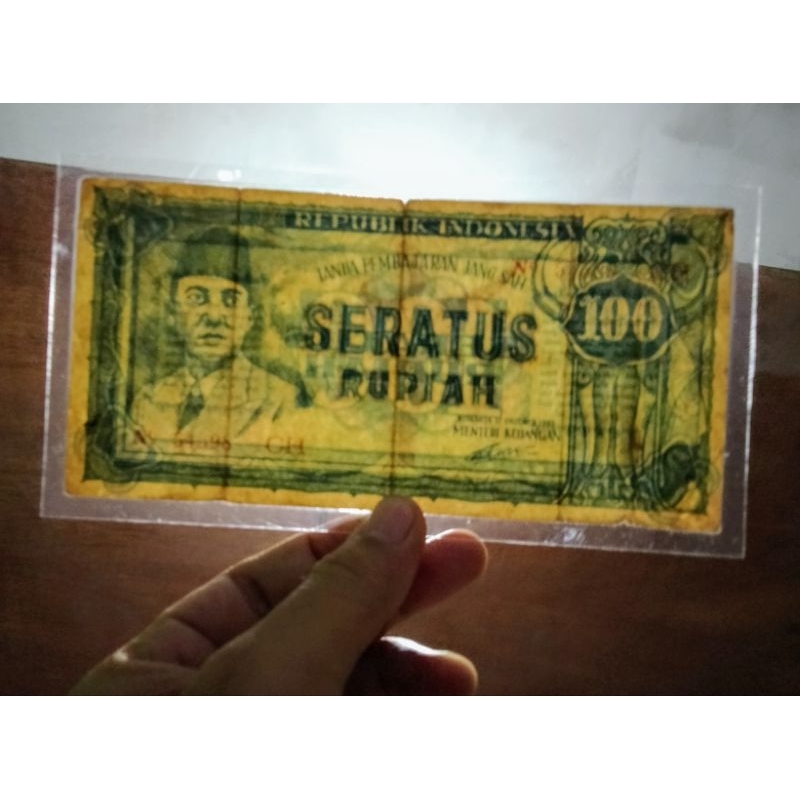 REPUBLIK INDONESIA
TANDA PEMBAJARAN JANG SAH
SERATUS
RUPIAH
100
MENTERI KEUANGAN